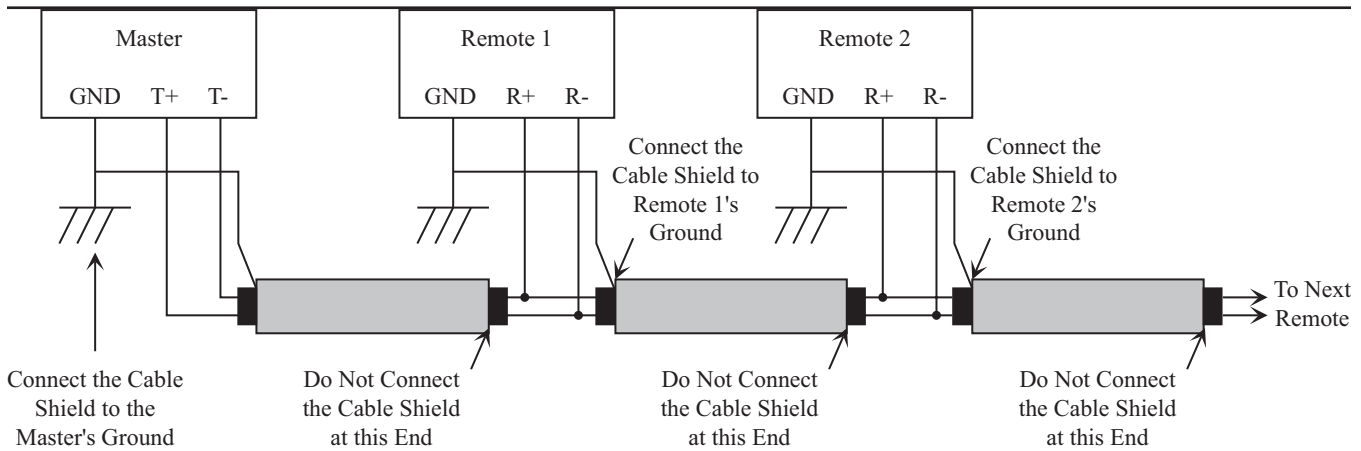 Master
GND T+ T-
Remote 1
GND R+ R-
Remote 2
GND R+ R-
Connect the
Cable Shield to
Remote 1's
Ground
Connect the
Cable Shield to
Remote 2's
Ground
To Next
Remote
Connect the Cable
Shield to the
Master's Ground
Do Not Connect
the Cable Shield
at this End
Do Not Connect
the Cable Shield
at this End
Do Not Connect
the Cable Shield
at this End